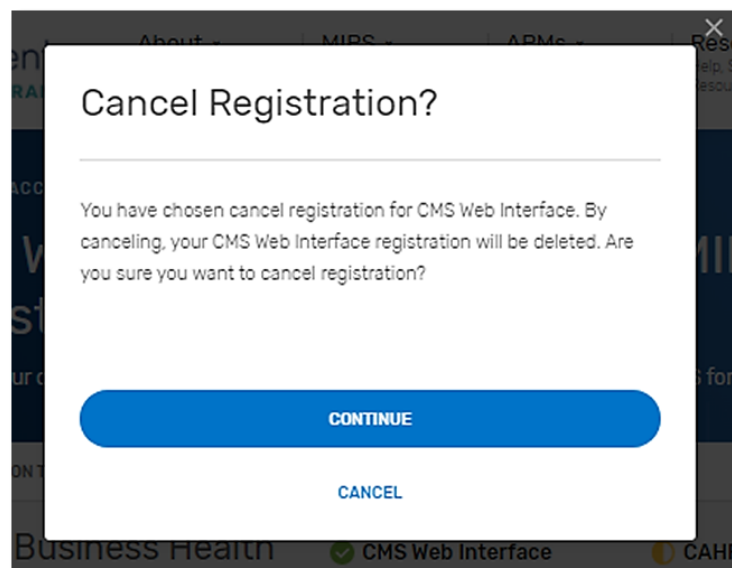 About
MIPS
APMs
Cancel Registration?
You have chosen cancel registration for CMS Web Interface. By
canceling, your CMS Web Interface registration will be deleted. Are
you sure you want to cancel registration?
CONTINUE
CANCEL
Business Health
CMS Web Interface